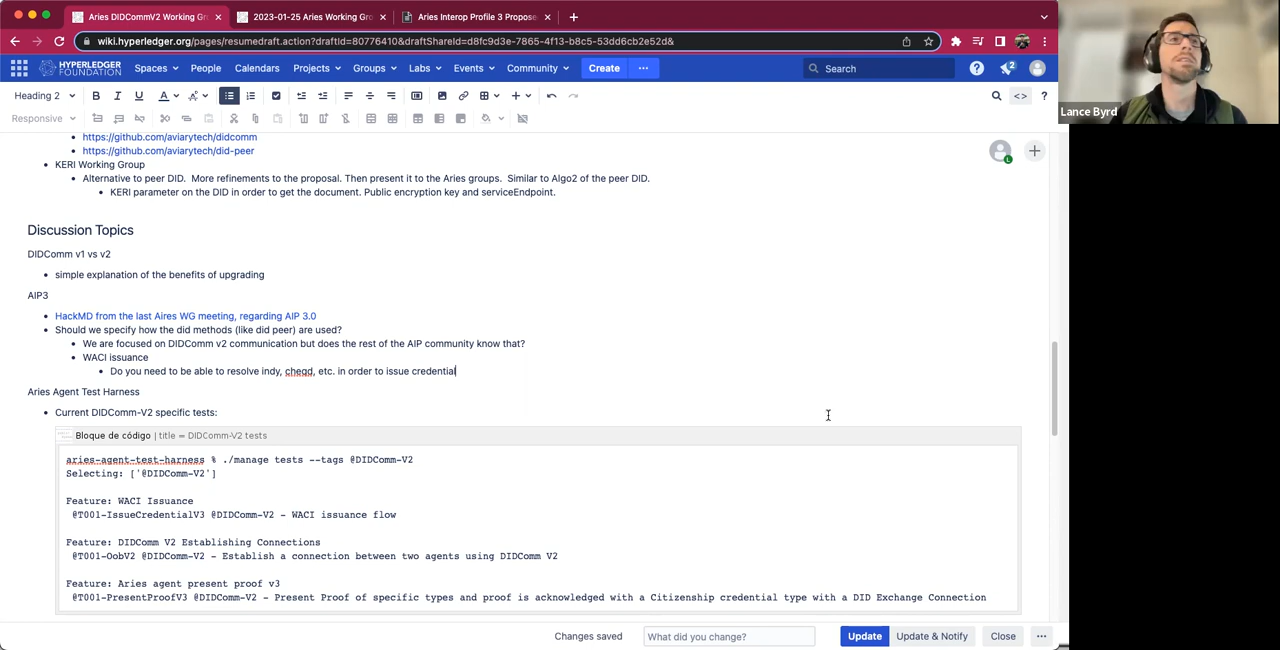 Aries DIDCommV2 Working Gr
2023-01-25 Aries Working Gro
Aries Interop Profile 3 Propose
wiki.hyperledger.org/pages/resumedraft.action?draftId=80776410&draftShareId=d8fc9d3e-7865-4f13-b8c5-53dd6cb2e52d&
HYPERLEDGER FOUNDATION Spaces People Calendars Projects Groups Labs Events Community Create ··· Search ? 2
Heading 2 B I U A
Responsive
https://github.com/aviarytech/didcomm
https://github.com/aviarytech/did-peer
KERI Working Group
Alternative to peer DID. More refinements to the proposal. Then present it to the Aries groups. Similar to Algo2 of the peer DID.
KERI parameter on the DID in order to get the document. Public encryption key and serviceEndpoint.
Discussion Topics
DIDComm v1 vs v2
simple explanation of the benefits of upgrading
AIP3
HackMD from the last Aires WG meeting, regarding AIP 3.0
Should we specify how the did methods (like did peer) are used?
We are focused on DIDComm v2 communication but does the rest of the AIP community know that?
WACI issuance
Do you need to be able to resolve indy, cheqd, etc. in order to issue credential
Aries Agent Test Harness
Current DIDComm-V2 specific tests:
Bloque de código | title = DIDComm-V2 tests
aries-agent-test-harness % ./manage tests --tags @DIDComm-V2
Selecting: ['@DIDComm-V2']
Feature: WACI Issuance
@T001-IssueCredentialV3 @DIDComm-V2 - WACI issuance flow
Feature: DIDComm V2 Establishing Connections
@T001-OobV2 @DIDComm-V2 - Establish a connection between two agents using DIDComm V2
Feature: Aries agent present proof v3
@T001-PresentProofV3 @DIDComm-V2 - Present Proof of specific types and proof is acknowledged with a Citizenship credential type with a DID Exchange Connection
Changes saved What did you change? Update Update & Notify Close ···
Lance Byrd